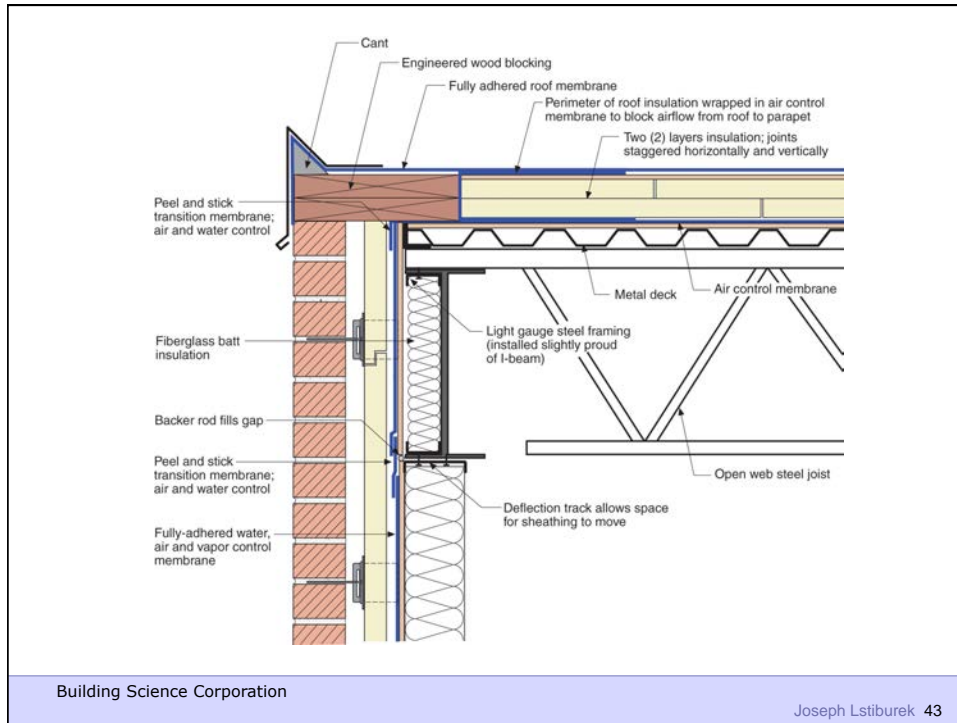 Cant
Engineered wood blocking
Fully adhered roof membrane
Perimeter of roof insulation wrapped in air control
membrane to block airflow from roof to parapet
Two (2) layers insulation; joints
staggered horizontally and vertically
Peel and stick
transition membrane;
air and water control
Metal deck
Air control membrane
Fiberglass batt
insulation
Light gauge steel framing
(installed slightly proud
of I-beam)
Backer rod fills gap
Peel and stick
transition membrane;
air and water control
Open web steel joist
Deflection track allows space
for sheathing to move
Fully-adhered water,
air and vapor control
membrane
Building Science Corporation
Joseph Lstiburek 43